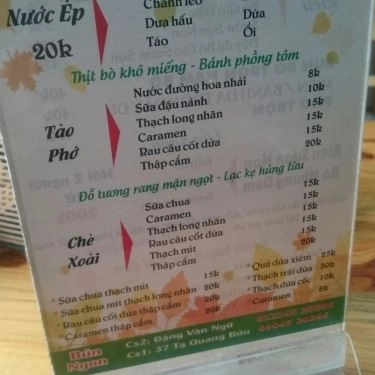 Chanh leo
Nước Ép
20k
Dưa hấu
Dứa
Táo
Ổi
Thịt bò khô miếng - Bánh phồng tôm
Tào Phớ
Nước đường hoa nhài 8k
Sữa đậu nành 10k
Thạch long nhãn 15k
Caramen 15k
Rau câu cốt dừa 15k
Thập cẩm 20k
Đỗ tương rang mặn ngọt - Lạc kẹ húng lìu
Chè Xoài
Sữa chua 15k
Caramen 15k
Thạch long nhãn 15k
Rau câu cốt dừa 15k
Thạch mít 15k
Thập cẩm 20k
* Sữa chua thạch mít 15k
* Sữa chua mít thạch long nhãn 20k
* Rau câu cốt dừa thập cẩm 20k
* Caramen thập cẩm 20k
* Quả dừa xiêm 25k
* Thạch trái dừa 30k
* Thạch dừa cốc 10k
* Caramen 8k
Bún Ngon
Cs2: Đặng Văn Ngữ
Cs1: 37 Tạ Quang Bửu